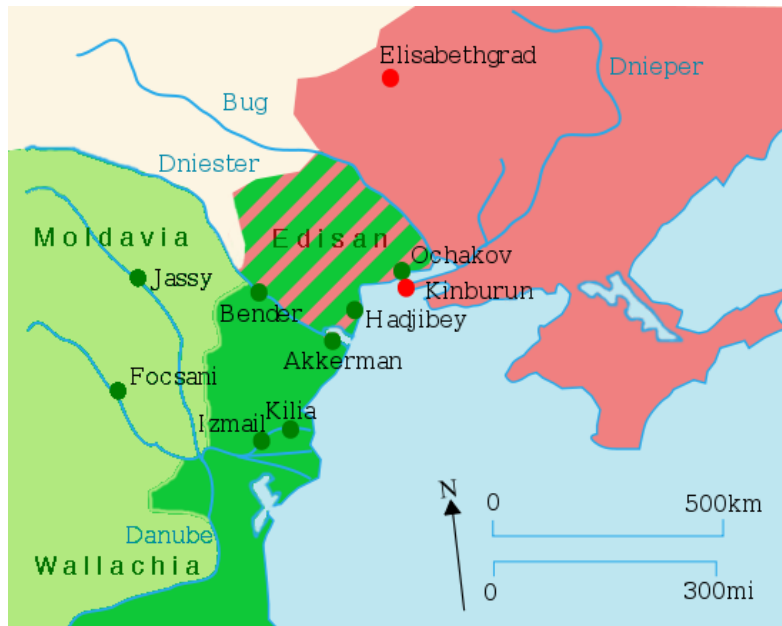 Elisabethgrad
Dnieper
Bug
Dniester
Moldavia
Edisan
Ochakov
Jassy
Kinburun
Bender
Hadjibey
Akkerman
Focsani
Kilia
Izmail
N
0 500km
Danube
Wallachia
0 300mi